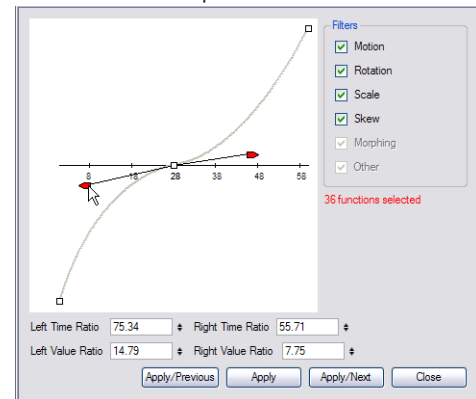 Filters
Motion
Rotation
Scale
Skew
Morphing
Other
8 18 28 38 48 58
36 functions selected
Left Time Ratio 75.34 Right Time Ratio 55.71
Left Value Ratio 14.79 Right Value Ratio 7.75
Apply/Previous Apply Apply/Next Close